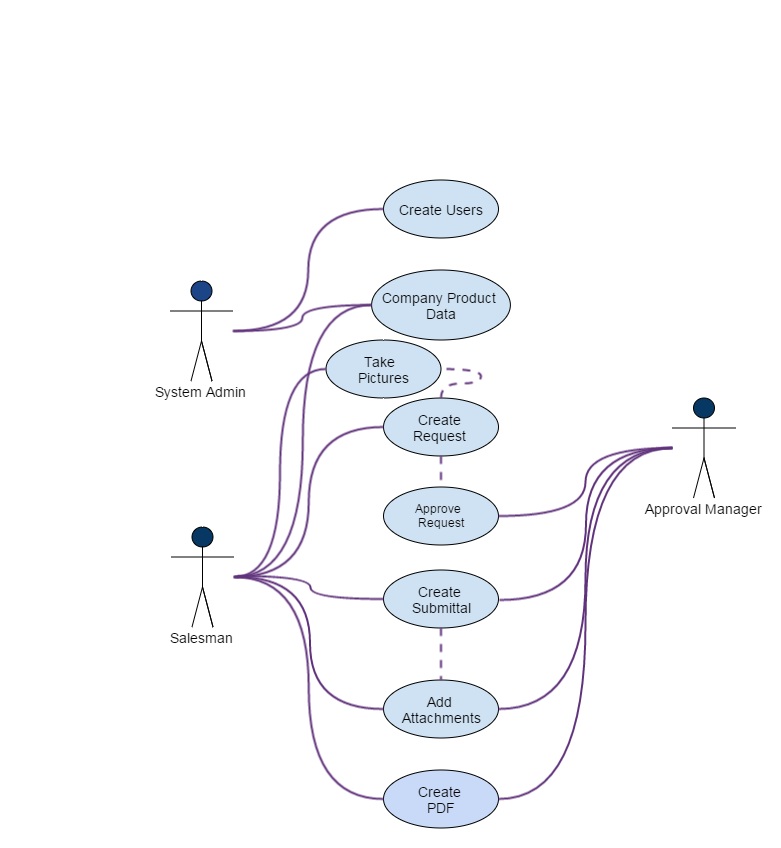 Create Users
Company Product
Data
Take
Pictures
System Admin
Create
Request
Approve
Request
Approval Manager
Create
Submittal
Salesman
Add
Attachments
Create
PDF